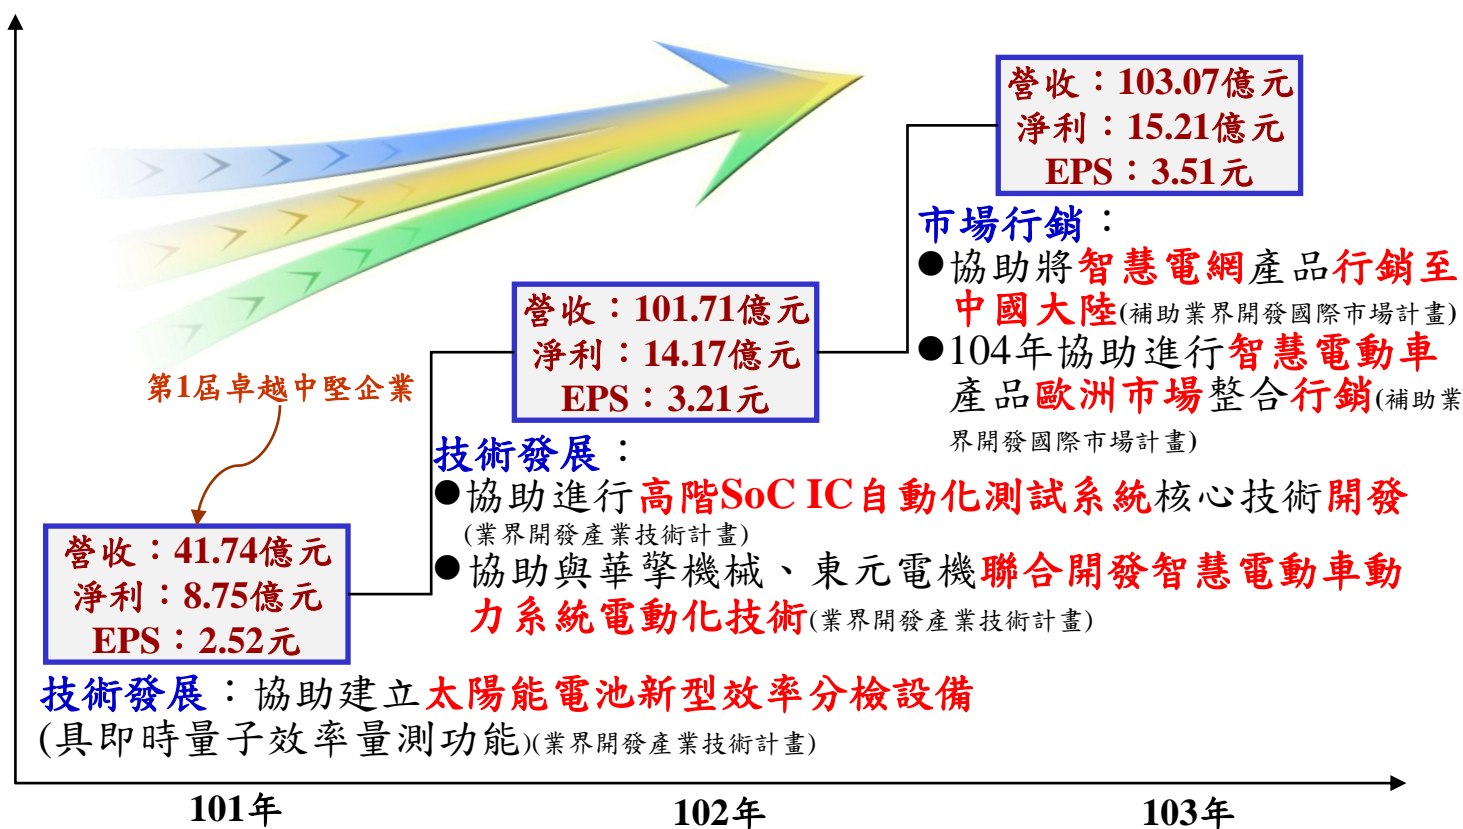 營收：103.07億元
淨利：15.21億元
EPS：3.51元
市場行銷：
●協助將智慧電網產品行銷至
中國大陸(補助業界開發國際市場計畫)
●104年協助進行智慧電動車
產品歐洲市場整合行銷(補助業
界開發國際市場計畫)
營收：101.71億元
淨利：14.17億元
EPS：3.21元
技術發展：
●協助進行高階SoC IC自動化測試系統核心技術開發
(業界開發產業技術計畫)
●協助與華擎機械、東元電機聯合開發智慧電動車動
力系統電動化技術(業界開發產業技術計畫)
第1屆卓越中堅企業
營收：41.74億元
淨利：8.75億元
EPS：2.52元
技術發展：協助建立太陽能電池新型效率分檢設備
(具即時量子效率量測功能)(業界開發產業技術計畫)
101年
102年
103年